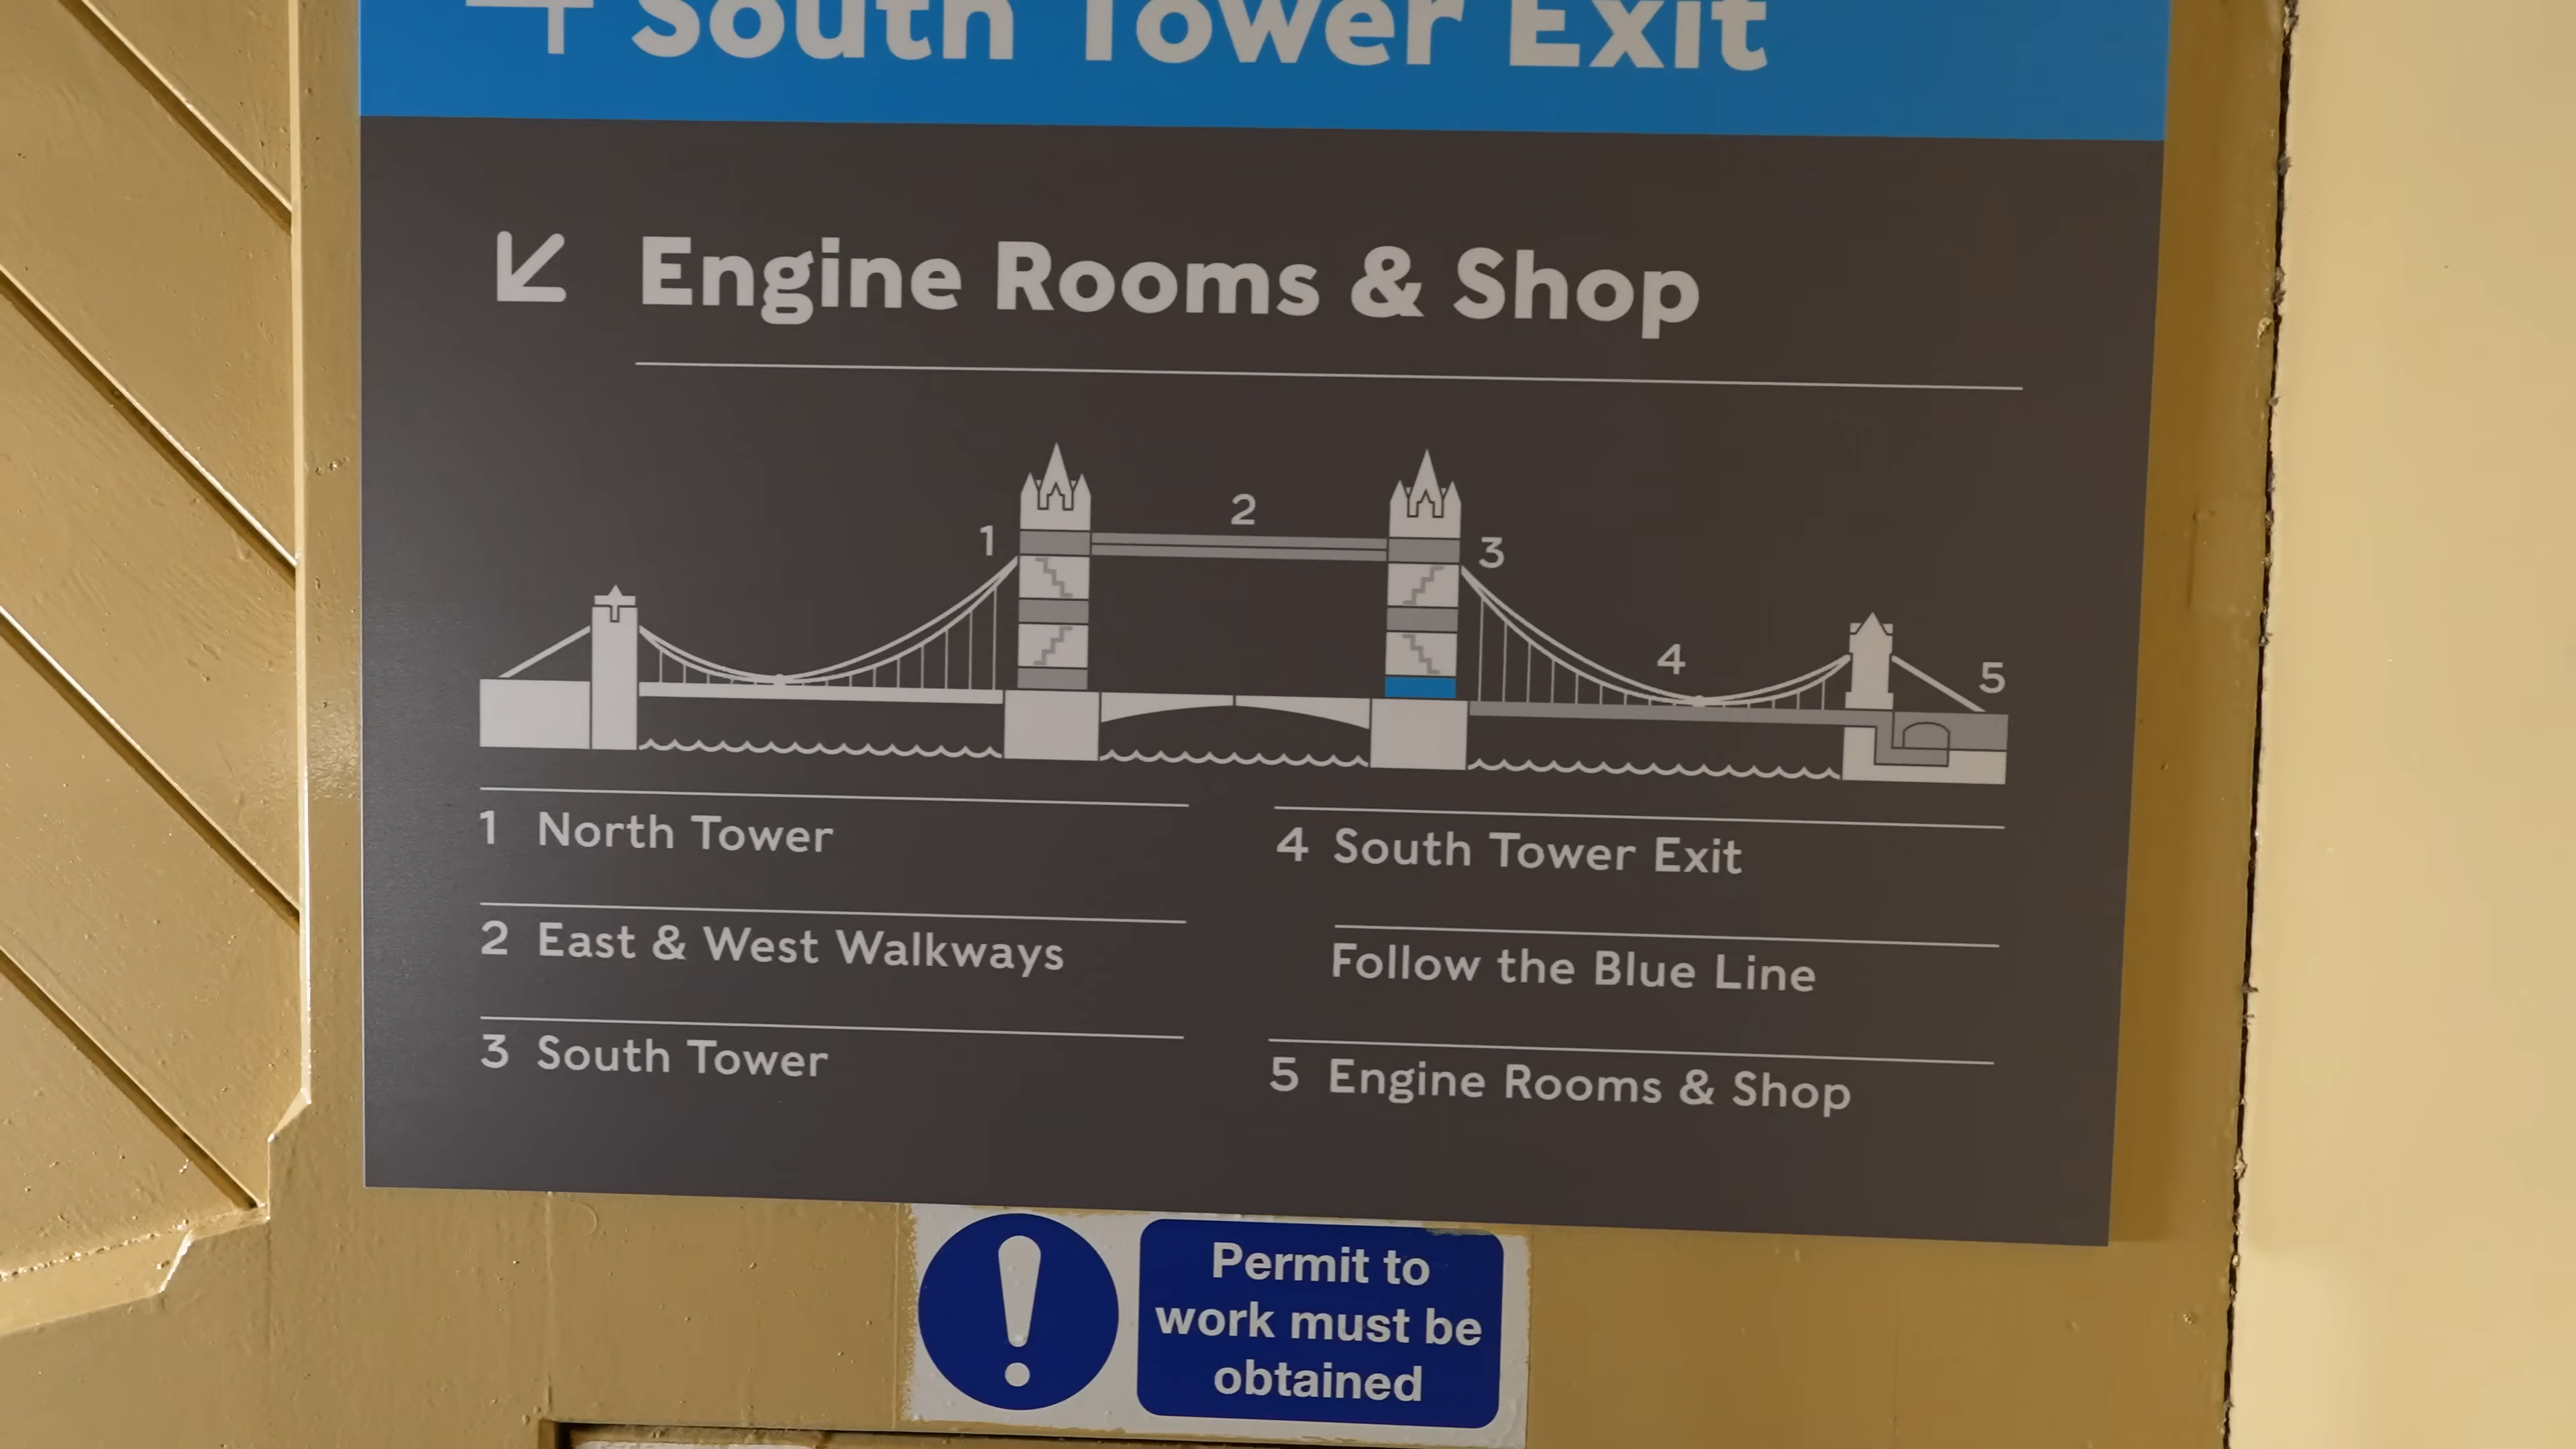 South Tower Exit
Engine Rooms & Shop
1
2
3
4
5
1 North Tower
2 East & West Walkways
3 South Tower
4 South Tower Exit
Follow the Blue Line
5 Engine Rooms & Shop
Permit to
work must be
obtained